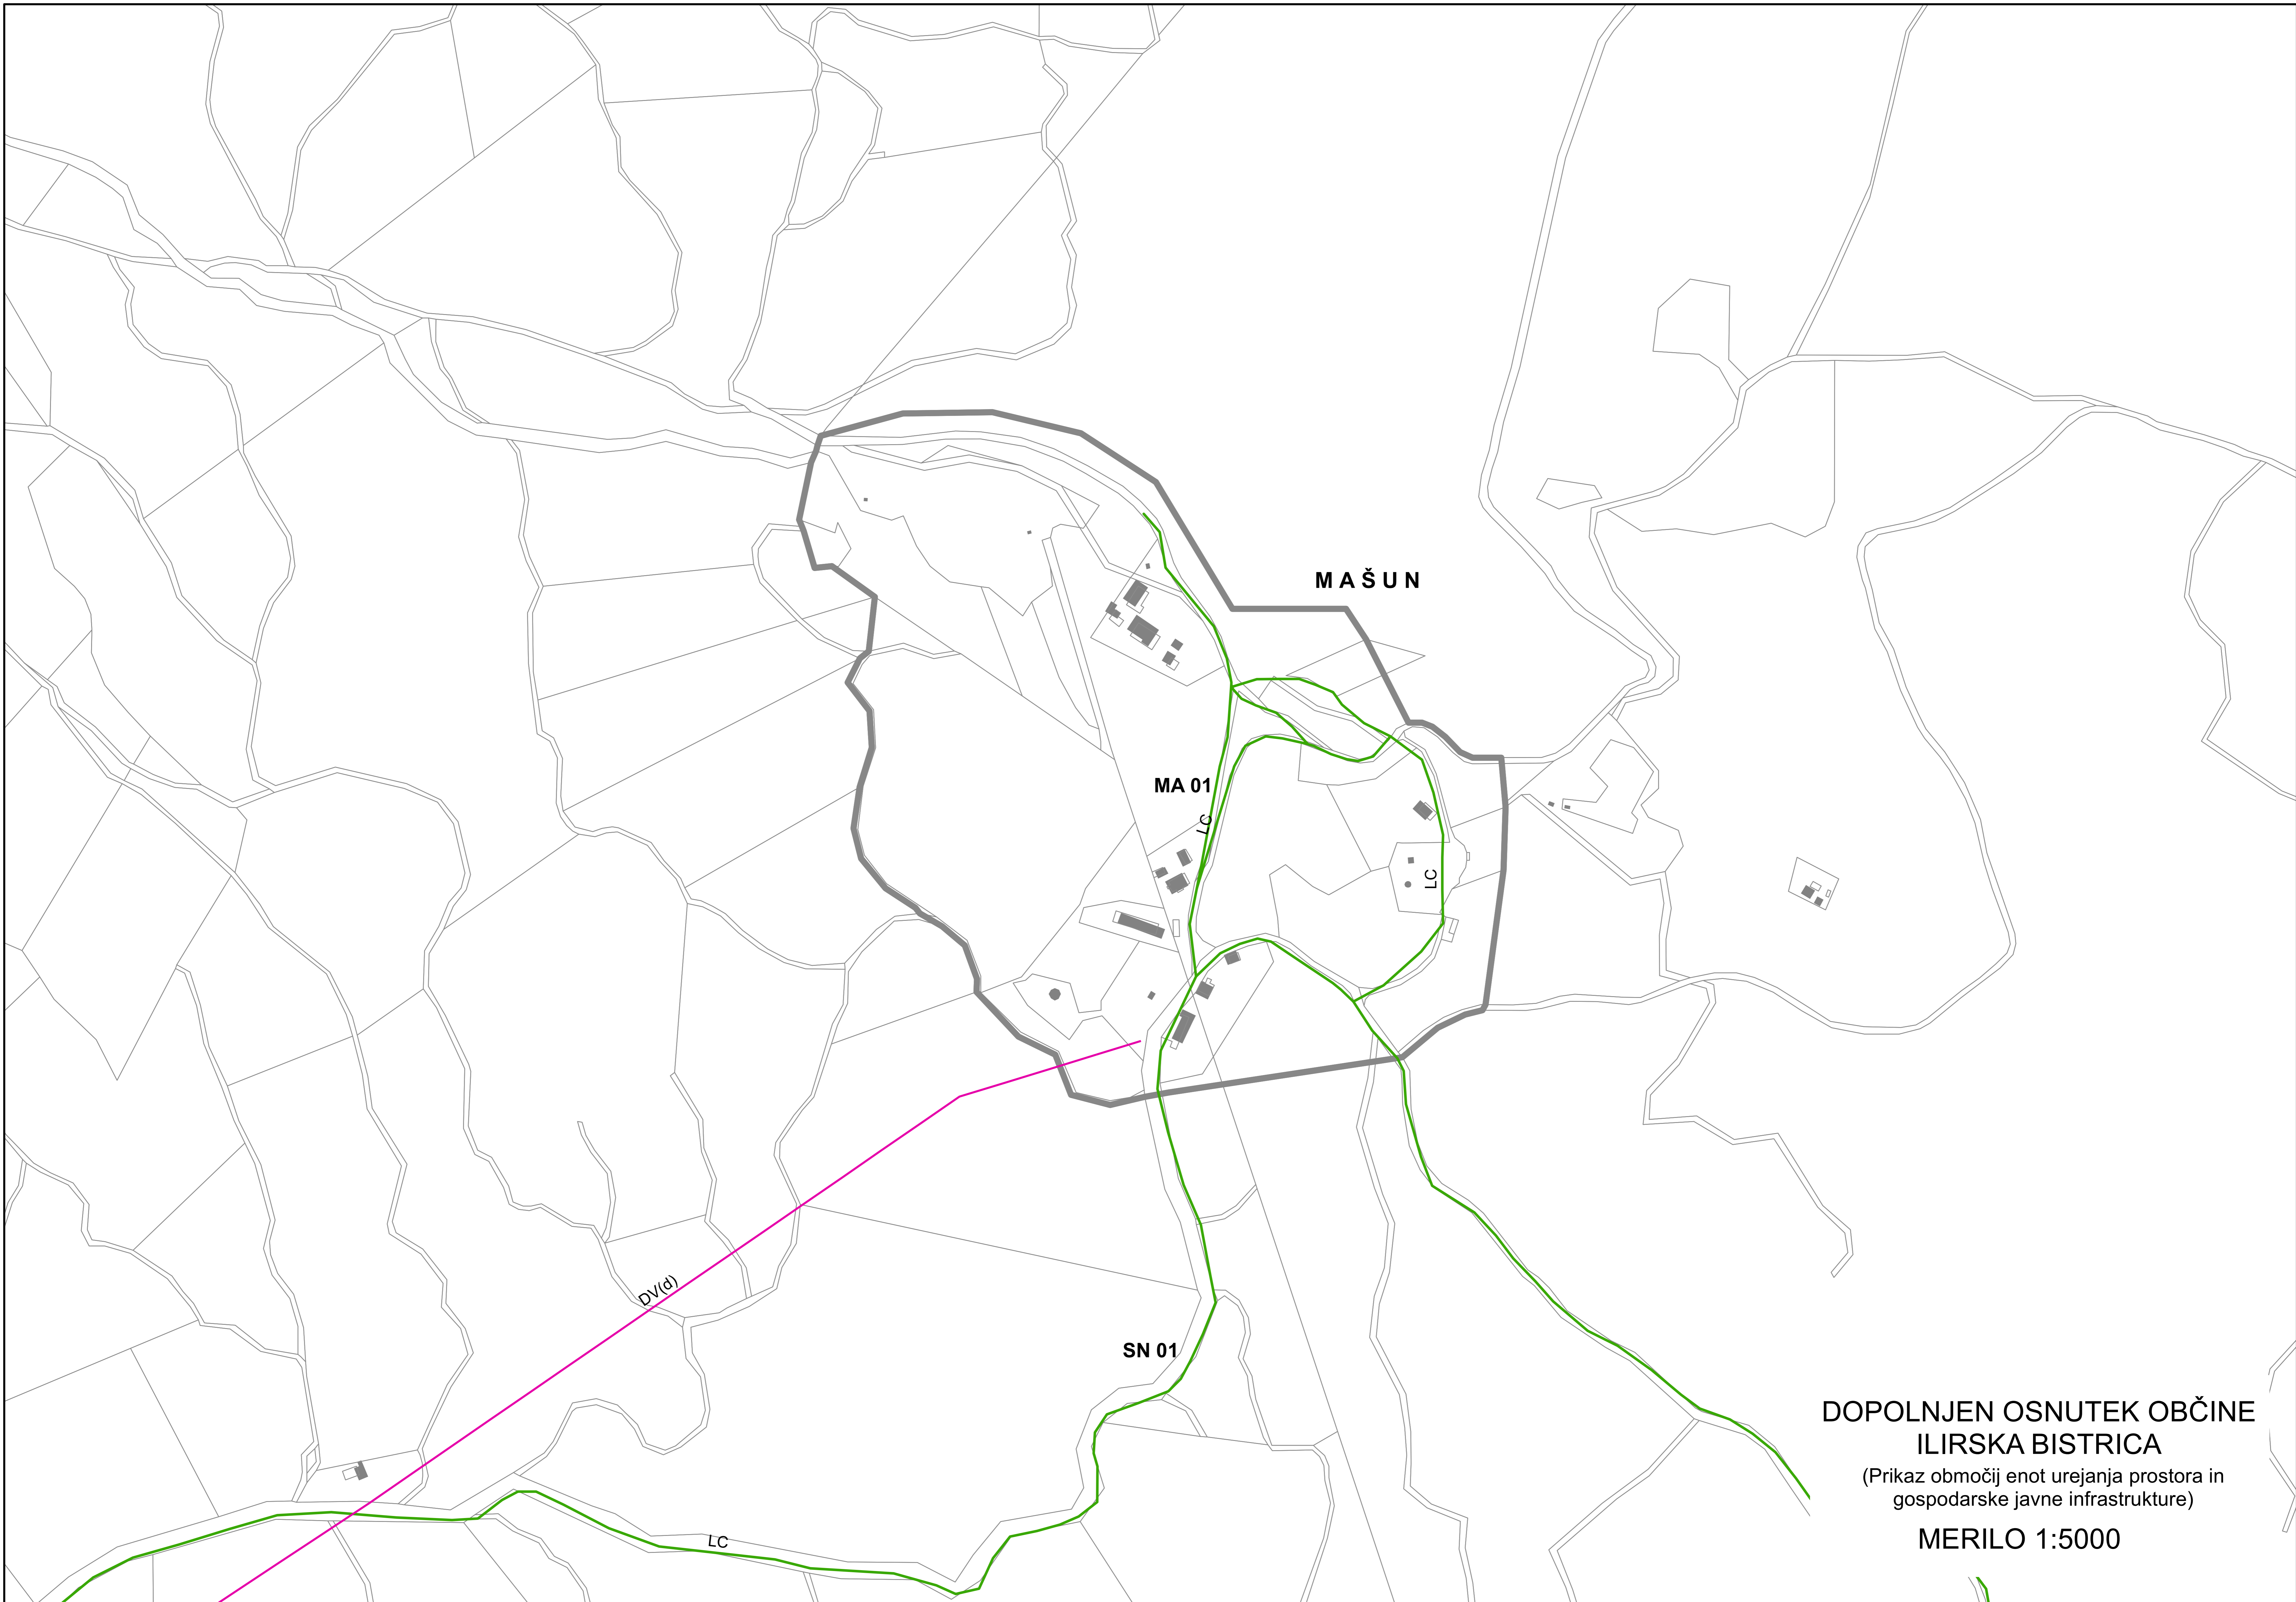 MAŠUN
MA 01
LC
LC
DV(d)
SN 01
LC
DOPOLNJEN OSNUTEK OBČINE
ILIRSKA BISTRICA
(Prikaz območij enot urejanja prostora in
gospodarske javne infrastrukture)
MERILO 1:5000